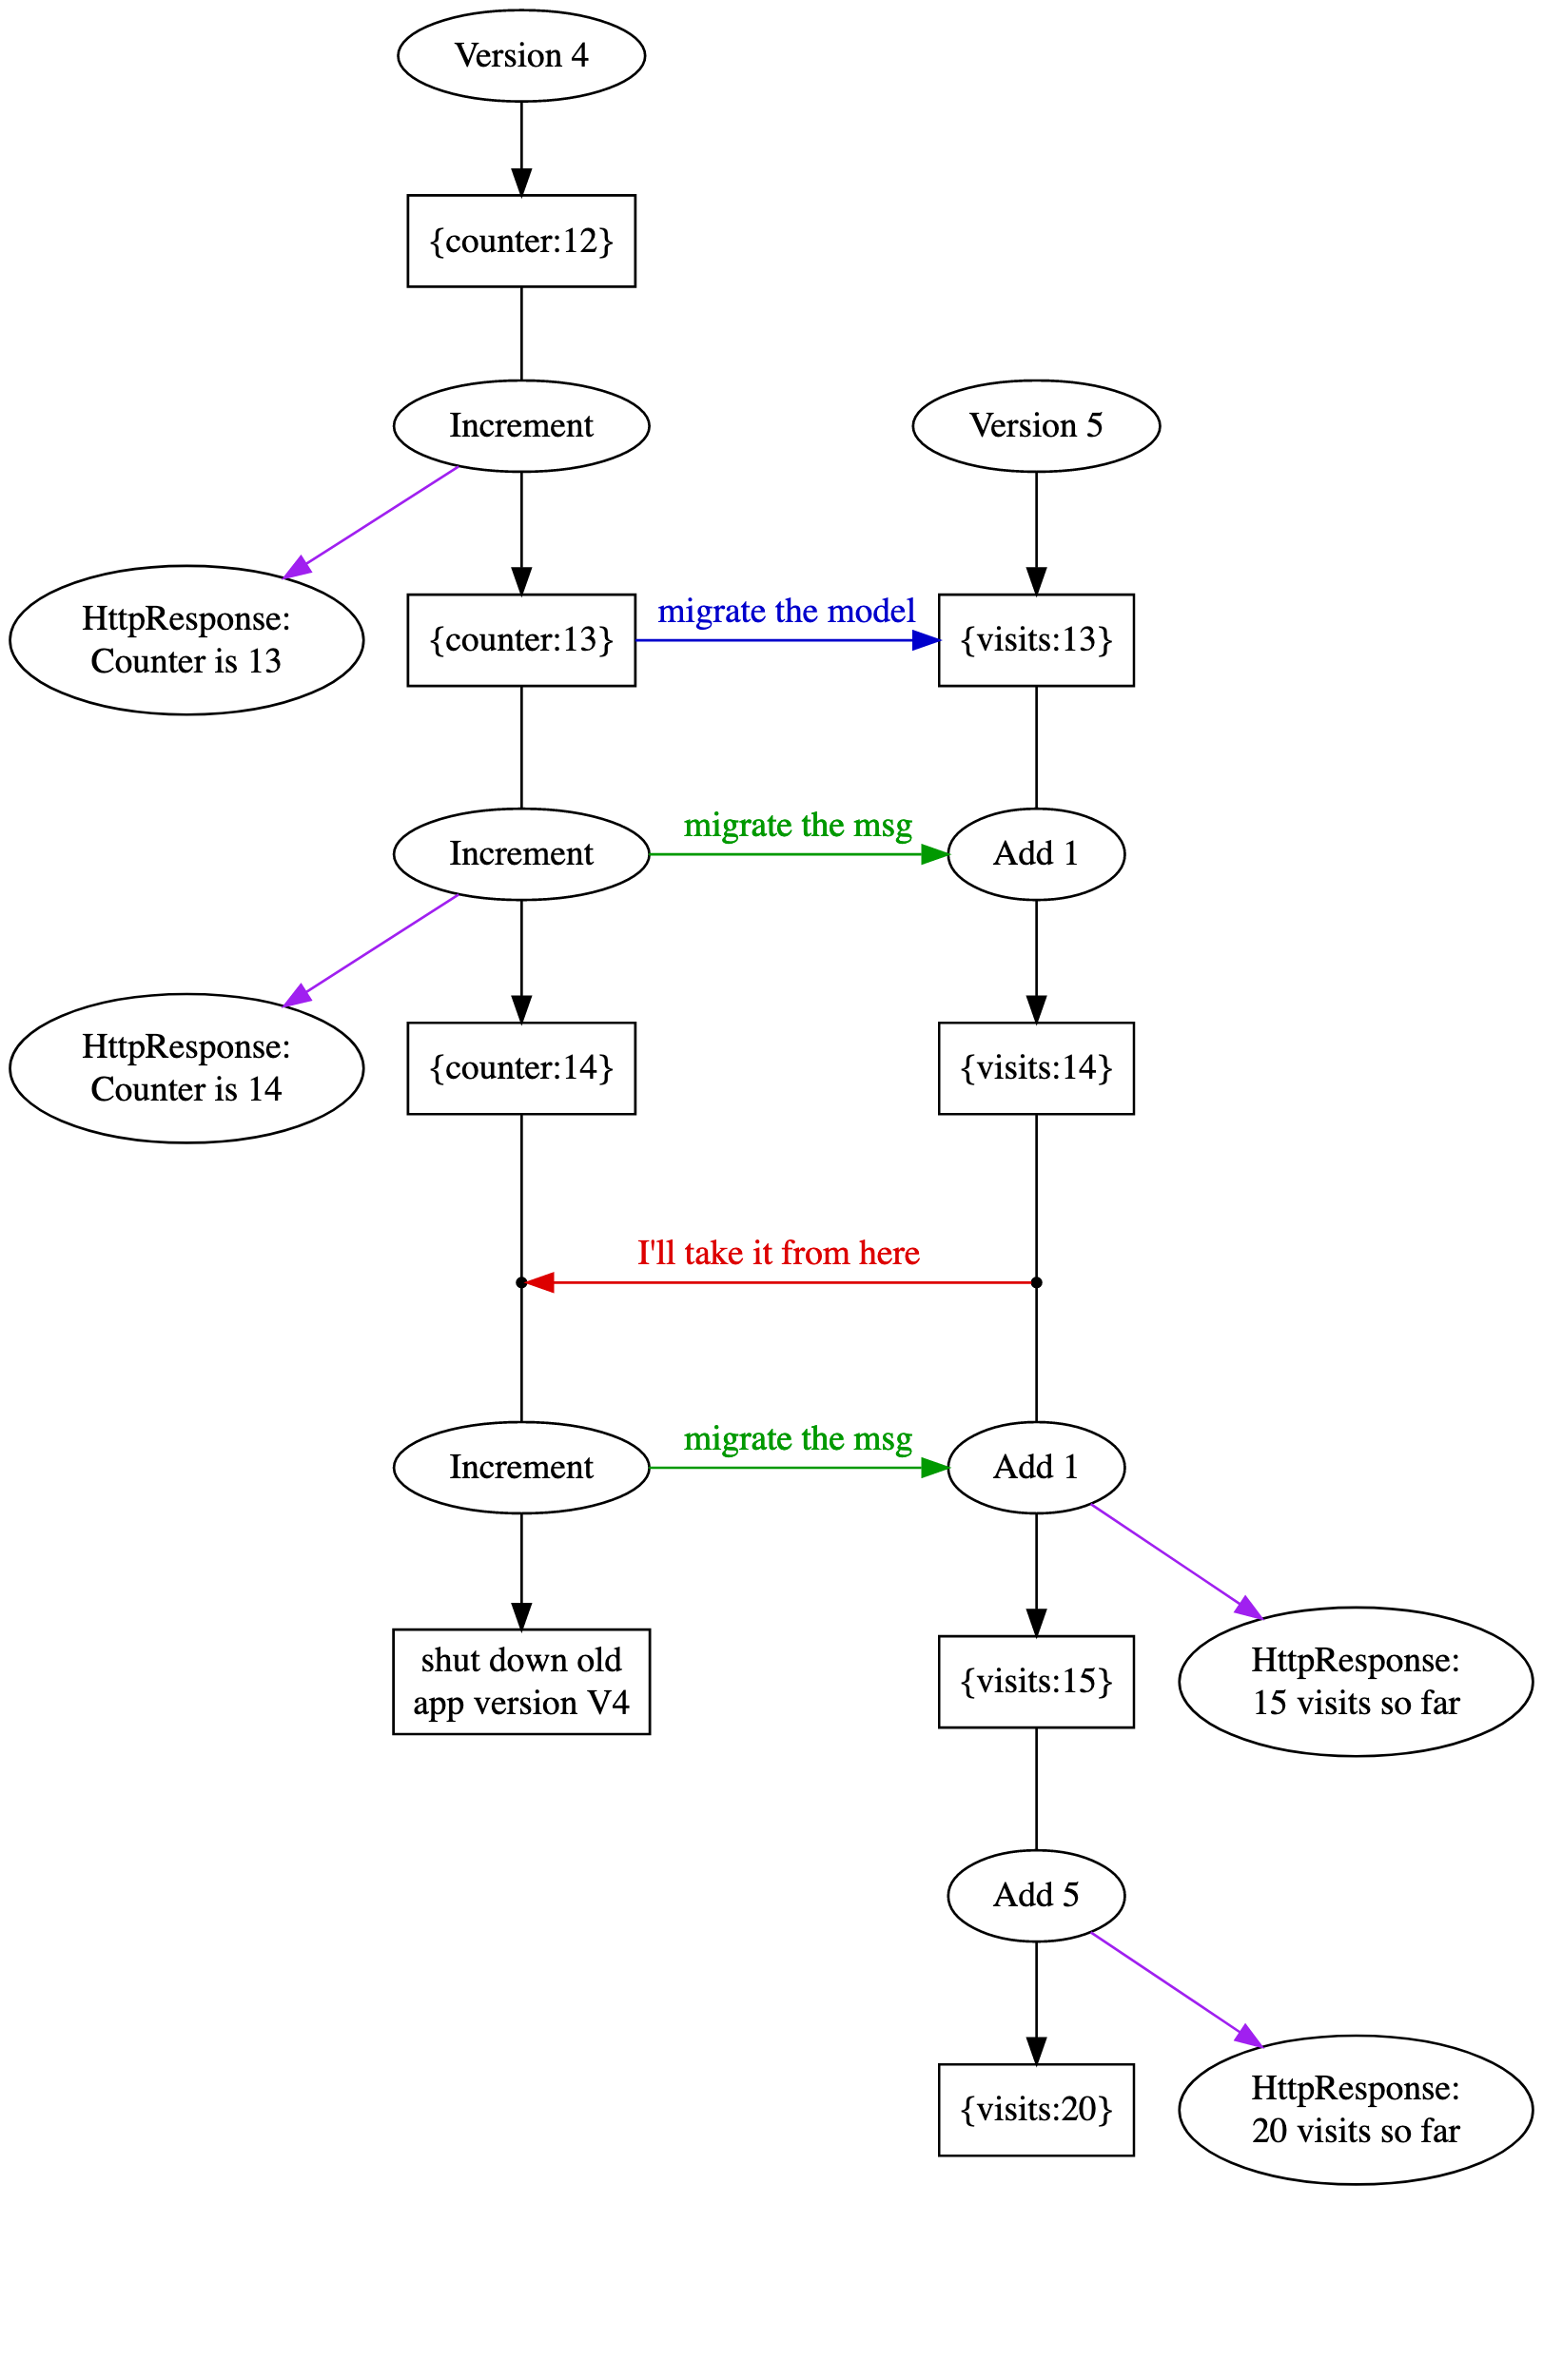 Version 4
{counter:12}
Increment
Version 5
HttpResponse:
Counter is 13
{counter:13}
migrate the model
{visits:13}
Increment
migrate the msg
Add 1
HttpResponse:
Counter is 14
{counter:14}
{visits:14}
I'll take it from here
Increment
migrate the msg
Add 1
shut down old
app version V4
{visits:15}
HttpResponse:
15 visits so far
Add 5
{visits:20}
HttpResponse:
20 visits so far